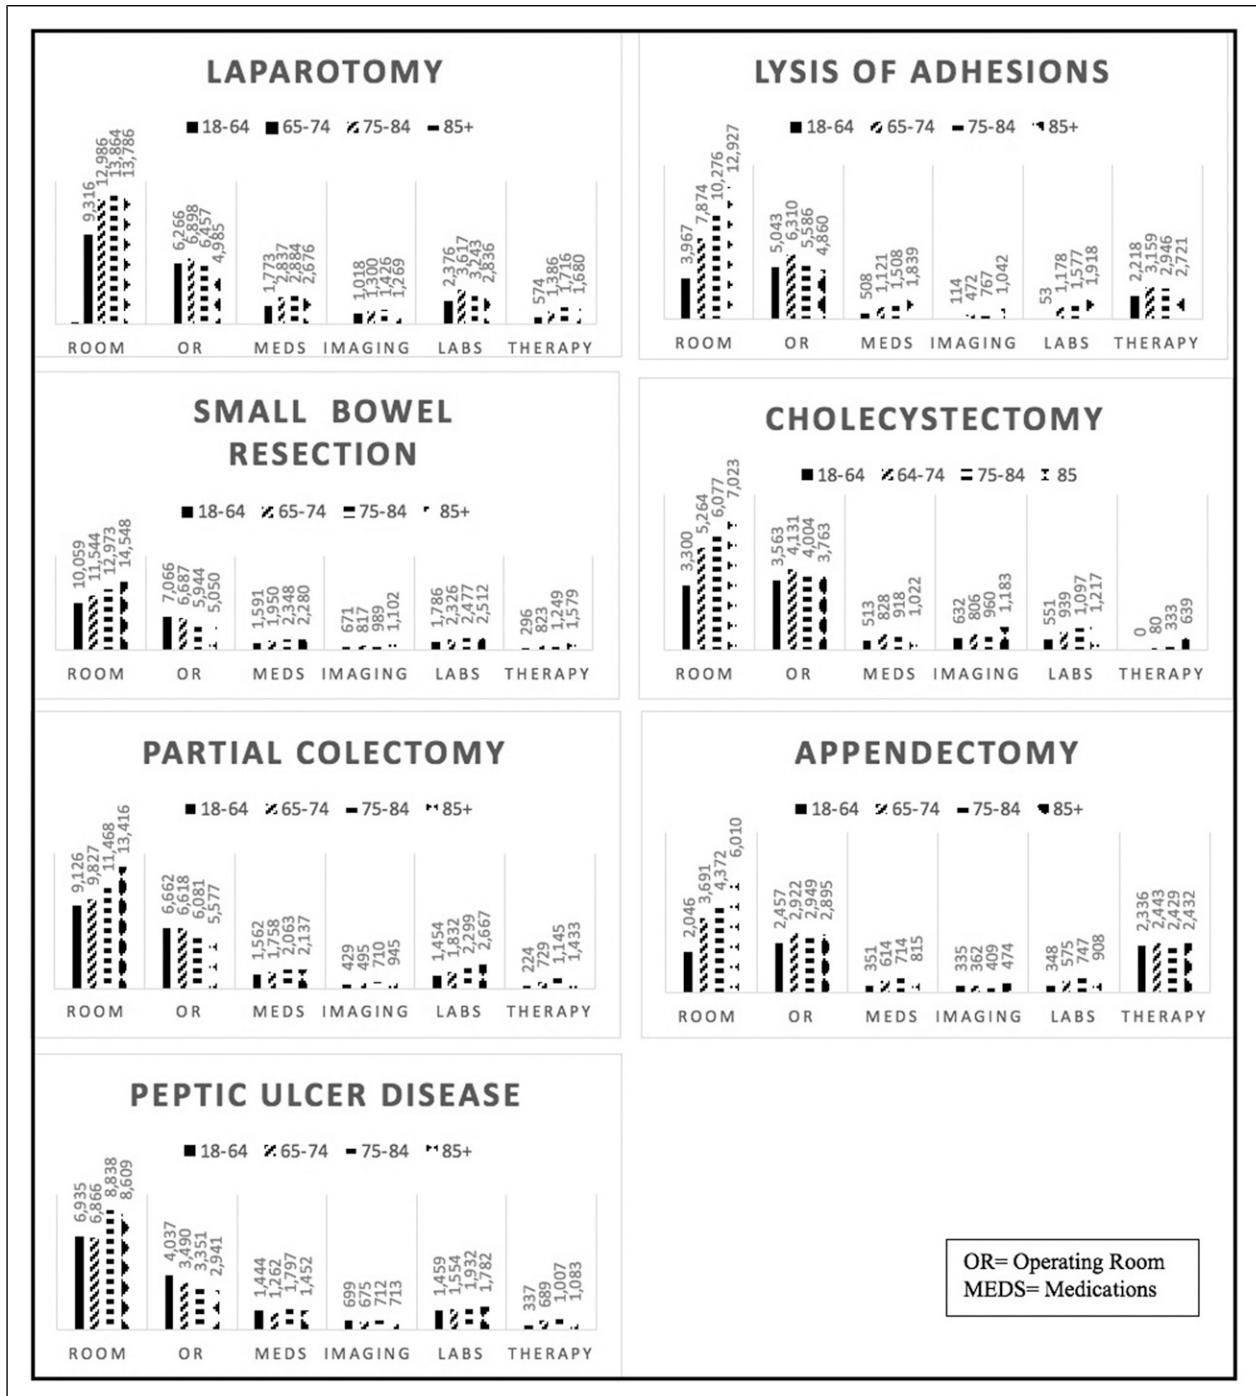 LAPAROTOMY
18-64 65-74 75-84 85+
9,316 12,986 13,864 13,786
6,266 6,898 6,457 4,985
1,773 2,837 2,884 2,676
1,018 1,300 1,426 1,269
2,376 3,617 3,243 2,836
574 1,386 1,716 1,680
ROOM OR MEDS IMAGING LABS THERAPY
LYSIS OF ADHESIONS
18-64 65-74 75-84 85+
3,967 7,874 10,276 12,927
5,043 6,310 5,586 4,860
508 1,121 1,508 1,839
114 472 767 1,042
53 1,178 1,577 1,918
2,218 3,159 2,946 2,721
ROOM OR MEDS IMAGING LABS THERAPY
SMALL BOWEL
RESECTION
18-64 65-74 75-84 85+
10,059 11,544 12,973 14,548
7,066 6,687 5,944 5,050
1,591 1,950 2,348 2,280
671 817 989 1,102
1,786 2,326 2,477 2,512
296 823 1,249 1,579
ROOM OR MEDS IMAGING LABS THERAPY
CHOLECYSTECTOMY
18-64 64-74 75-84 85
3,300 5,264 6,077 7,023
3,563 4,131 4,004 3,763
513 828 918 1,022
632 806 960 1,183
551 939 1,097 1,217
0 80 333 639
ROOM OR MEDS IMAGING LABS THERAPY
PARTIAL COLECTOMY
18-64 65-74 75-84 85+
9,126 9,827 11,468 13,416
6,662 6,618 6,081 5,577
1,562 1,758 2,063 2,137
429 495 710 945
1,454 1,832 2,299 2,667
224 729 1,145 1,433
ROOM OR MEDS IMAGING LABS THERAPY
APPENDECTOMY
18-64 65-74 75-84 85+
2,046 3,691 4,372 6,010
2,457 2,922 2,949 2,895
351 614 714 815
335 362 409 474
348 575 747 908
2,336 2,443 2,429 2,432
ROOM OR MEDS IMAGING LABS THERAPY
PEPTIC ULCER DISEASE
18-64 65-74 75-84 85+
6,935 6,866 8,838 8,609
4,037 3,490 3,351 2,941
1,444 1,262 1,797 1,452
699 675 712 713
1,459 1,554 1,932 1,782
337 689 1,007 1,083
ROOM OR MEDS IMAGING LABS THERAPY
OR= Operating Room
MEDS= Medications